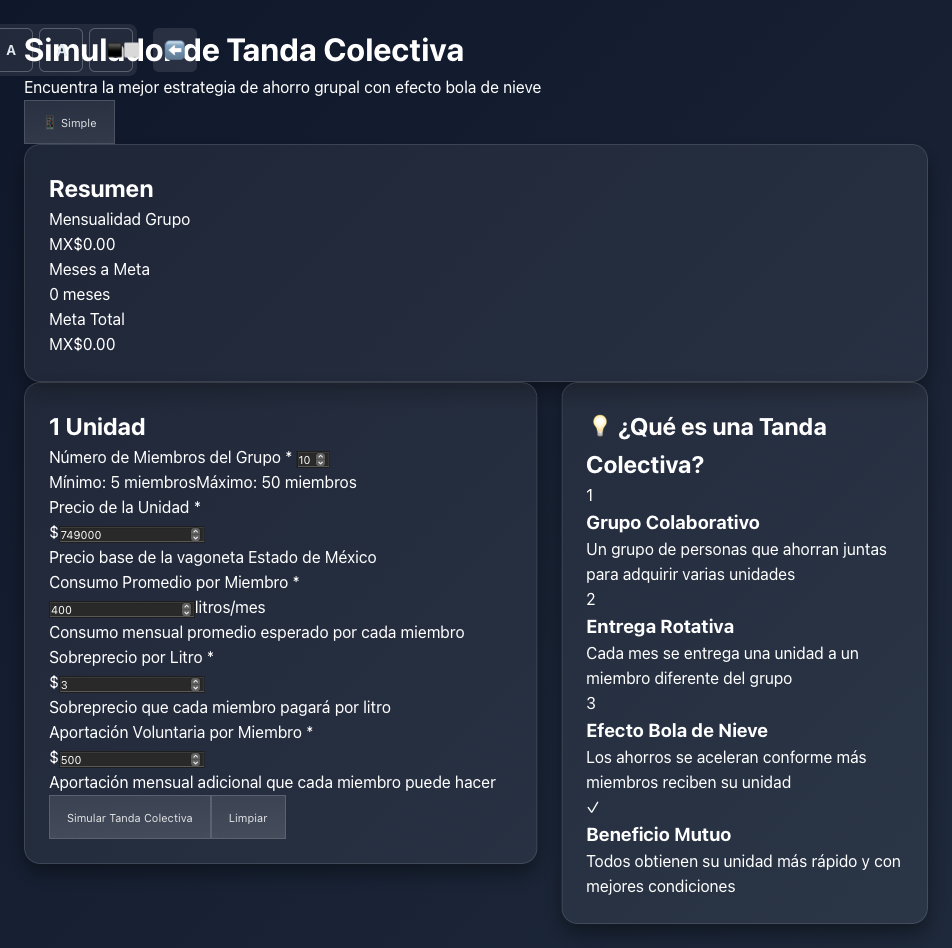 A
Simulador de Tanda Colectiva
Encuentra la mejor estrategia de ahorro grupal con efecto bola de nieve
Simple
Resumen
Mensualidad Grupo
MX$0.00
Meses a Meta
0 meses
Meta Total
MX$0.00
1 Unidad
Número de Miembros del Grupo * 10
Mínimo: 5 miembrosMáximo: 50 miembros
Precio de la Unidad *
$749000
Precio base de la vagoneta Estado de México
Consumo Promedio por Miembro *
400 litros/mes
Consumo mensual promedio esperado por cada miembro
Sobreprecio por Litro *
$3
Sobreprecio que cada miembro pagará por litro
Aportación Voluntaria por Miembro *
$500
Aportación mensual adicional que cada miembro puede hacer
Simular Tanda Colectiva Limpiar
¿Qué es una Tanda
Colectiva?
1
Grupo Colaborativo
Un grupo de personas que ahorran juntas
para adquirir varias unidades
2
Entrega Rotativa
Cada mes se entrega una unidad a un
miembro diferente del grupo
3
Efecto Bola de Nieve
Los ahorros se aceleran conforme más
miembros reciben su unidad
✓
Beneficio Mutuo
Todos obtienen su unidad más rápido y con
mejores condiciones